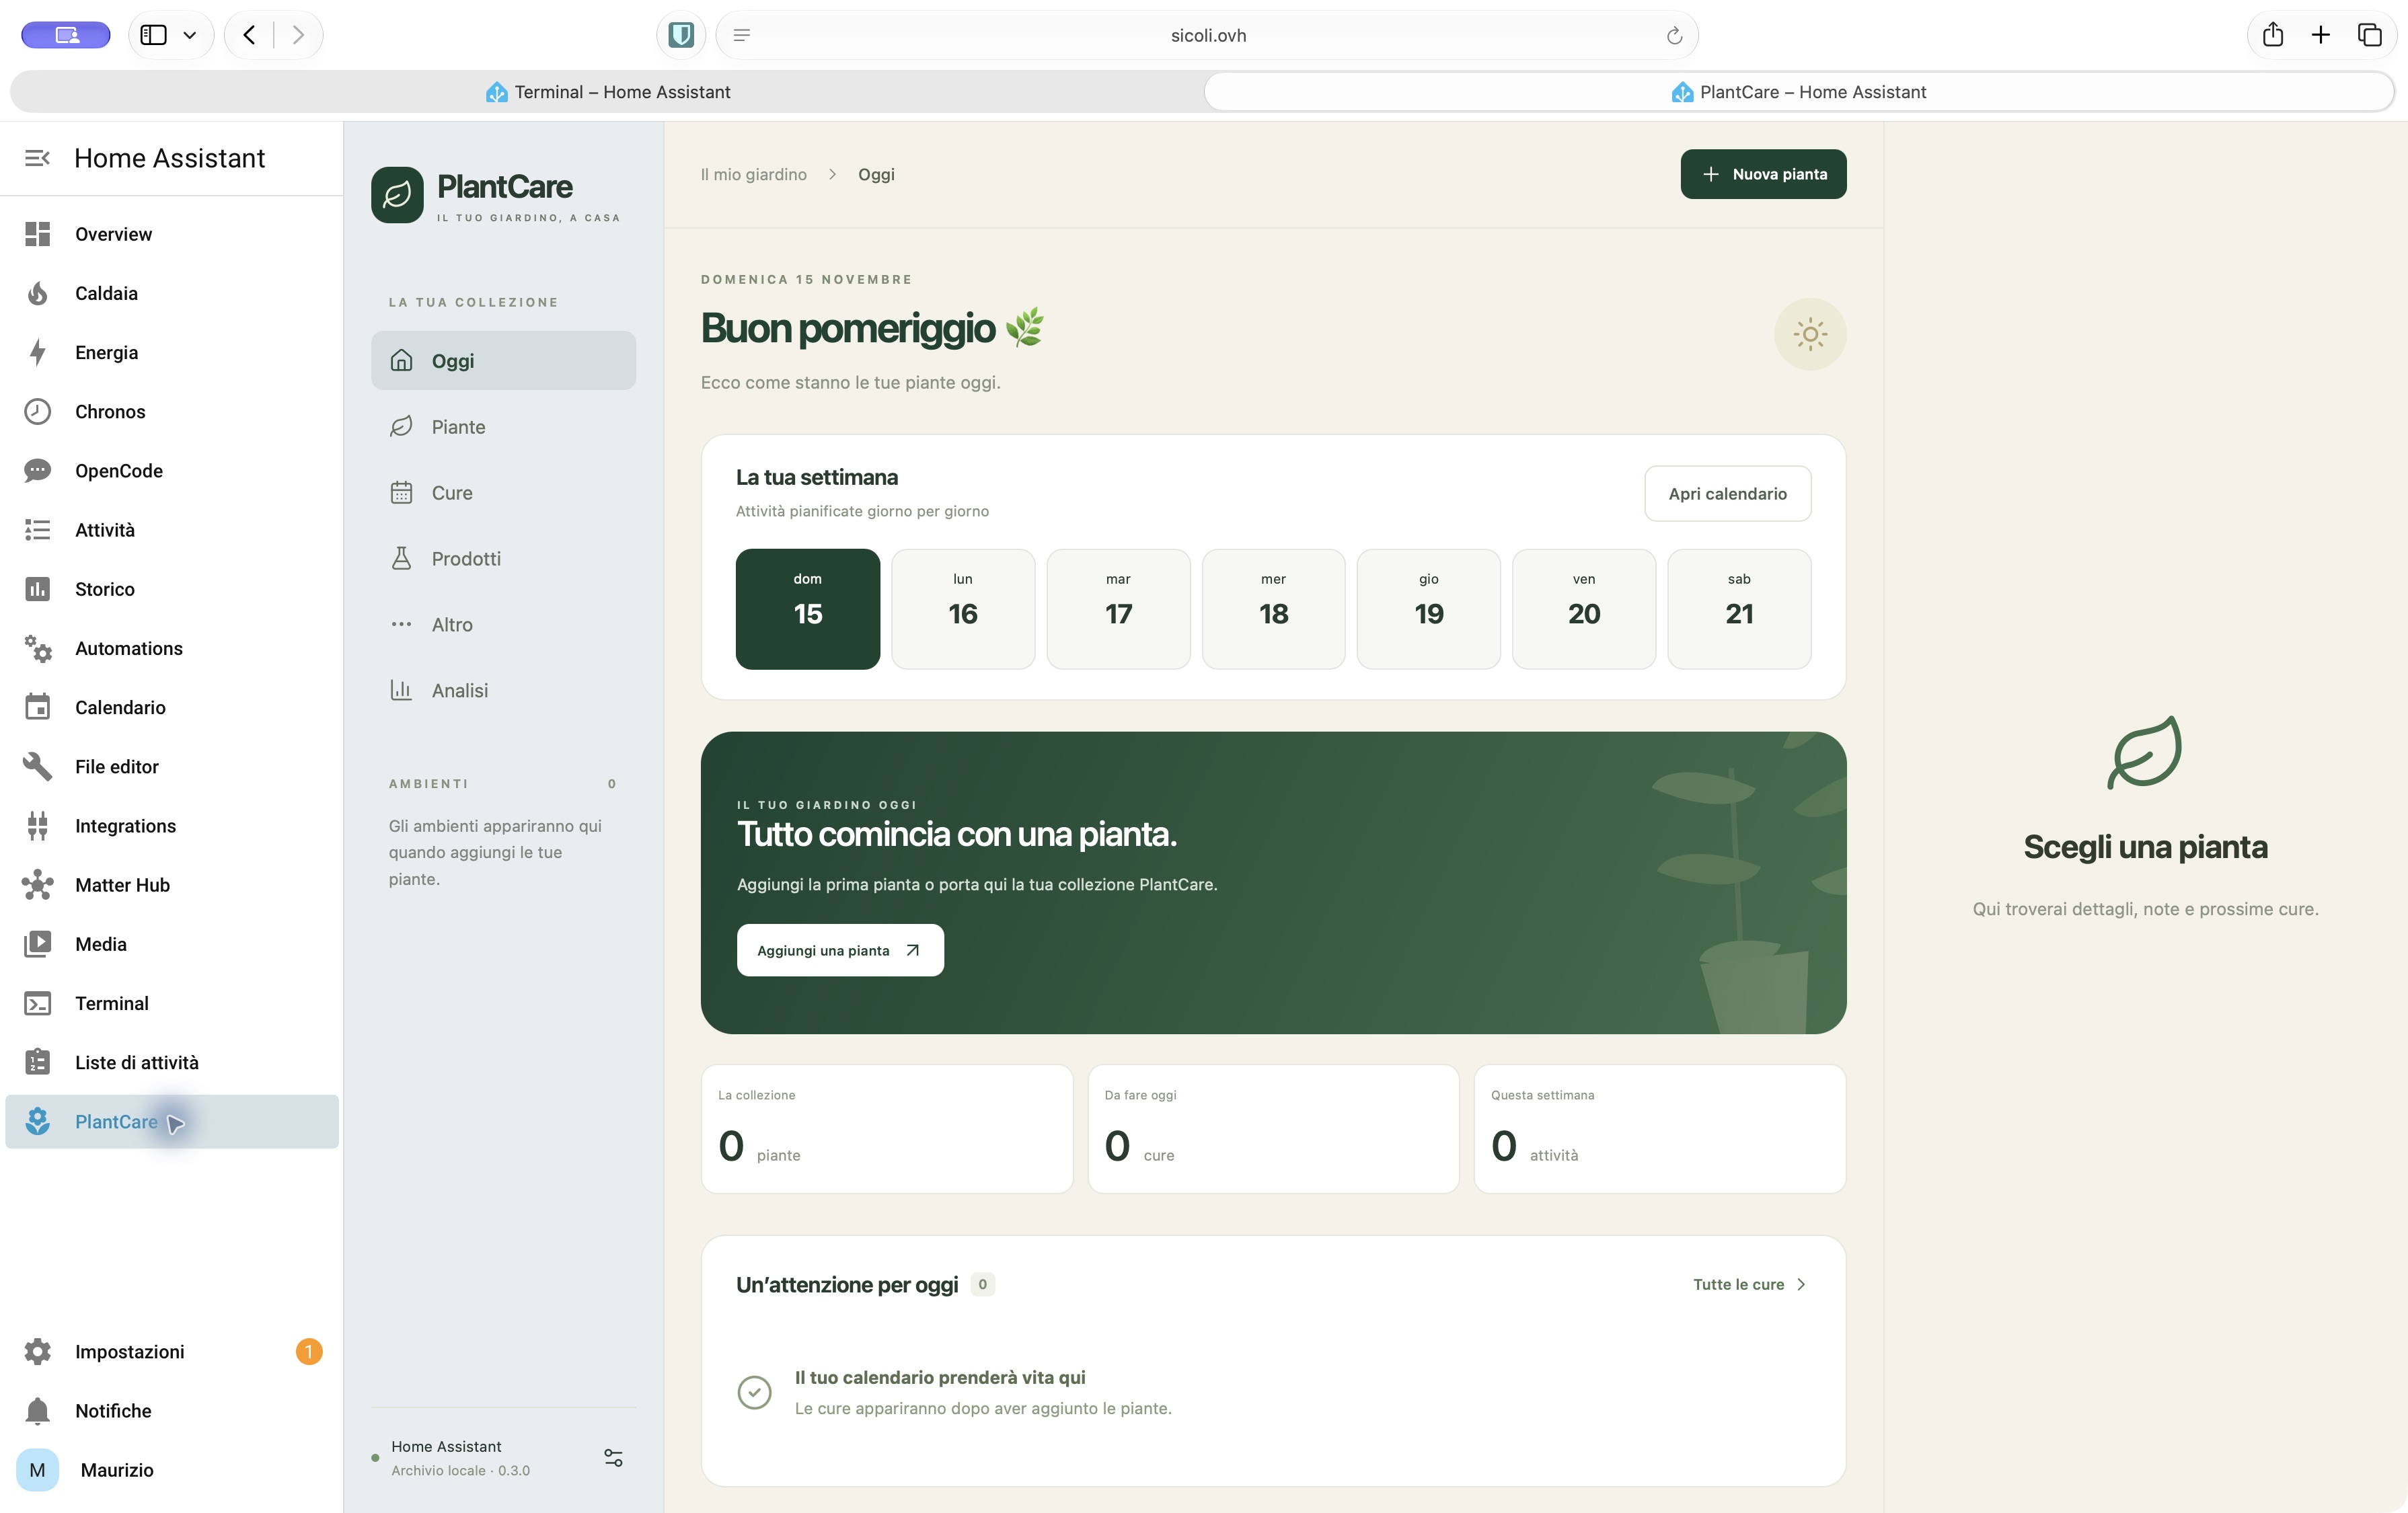 sicoli.ovh
Terminal – Home Assistant
PlantCare – Home Assistant
Home Assistant
Overview
Caldaia
Energia
Chronos
OpenCode
Attività
Storico
Automations
Calendario
File editor
Integrations
Matter Hub
Media
Terminal
Liste di attività
PlantCare
Impostazioni
1
Notifiche
M
Maurizio
PlantCare
IL TUO GIARDINO, A CASA
LA TUA COLLEZIONE
Oggi
Piante
Cure
Prodotti
Altro
Analisi
AMBIENTI 0
Gli ambienti appariranno qui
quando aggiungi le tue
piante.
Home Assistant
Archivio locale · 0.3.0
Il mio giardino > Oggi
Nuova pianta
DOMENICA 15 NOVEMBRE
Buon pomeriggio
Ecco come stanno le tue piante oggi.
La tua settimana
Attività pianificate giorno per giorno
Apri calendario
dom lun mar mer gio ven sab
15 16 17 18 19 20 21
IL TUO GIARDINO OGGI
Tutto comincia con una pianta.
Aggiungi la prima pianta o porta qui la tua collezione PlantCare.
Aggiungi una pianta
La collezione
0 piante
Da fare oggi
0 cure
Questa settimana
0 attività
Un’attenzione per oggi 0
Tutte le cure
Il tuo calendario prenderà vita qui
Le cure appariranno dopo aver aggiunto le piante.
Scegli una pianta
Qui troverai dettagli, note e prossime cure.